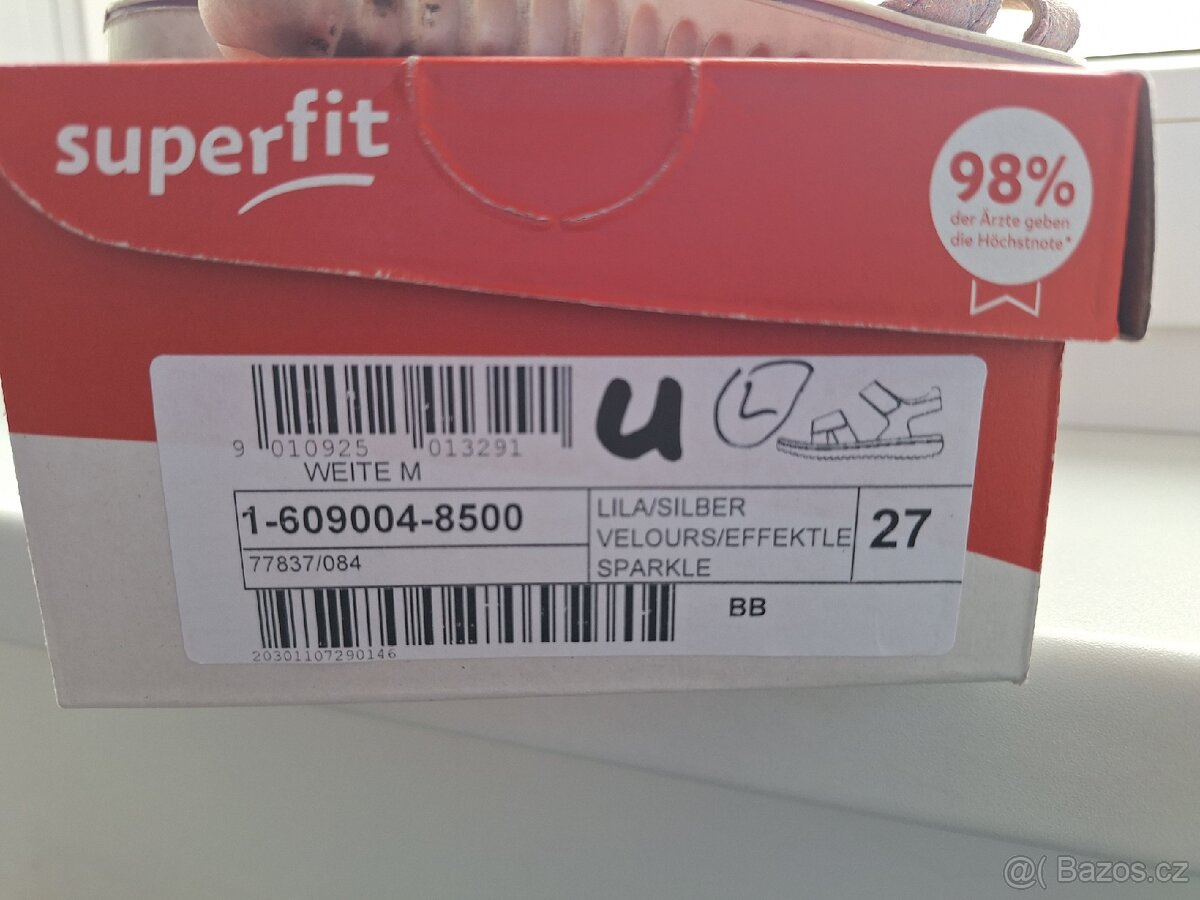 superfit
98%
der Ärzte geben
die Höchstnote*
9 010925 013291
u
L
WEITE M
1-609004-8500
77837/084
LILA/SILBER
VELOURS/EFFEKTLE
SPARKLE
27
BB
20301107290146
@( Bazos.cz